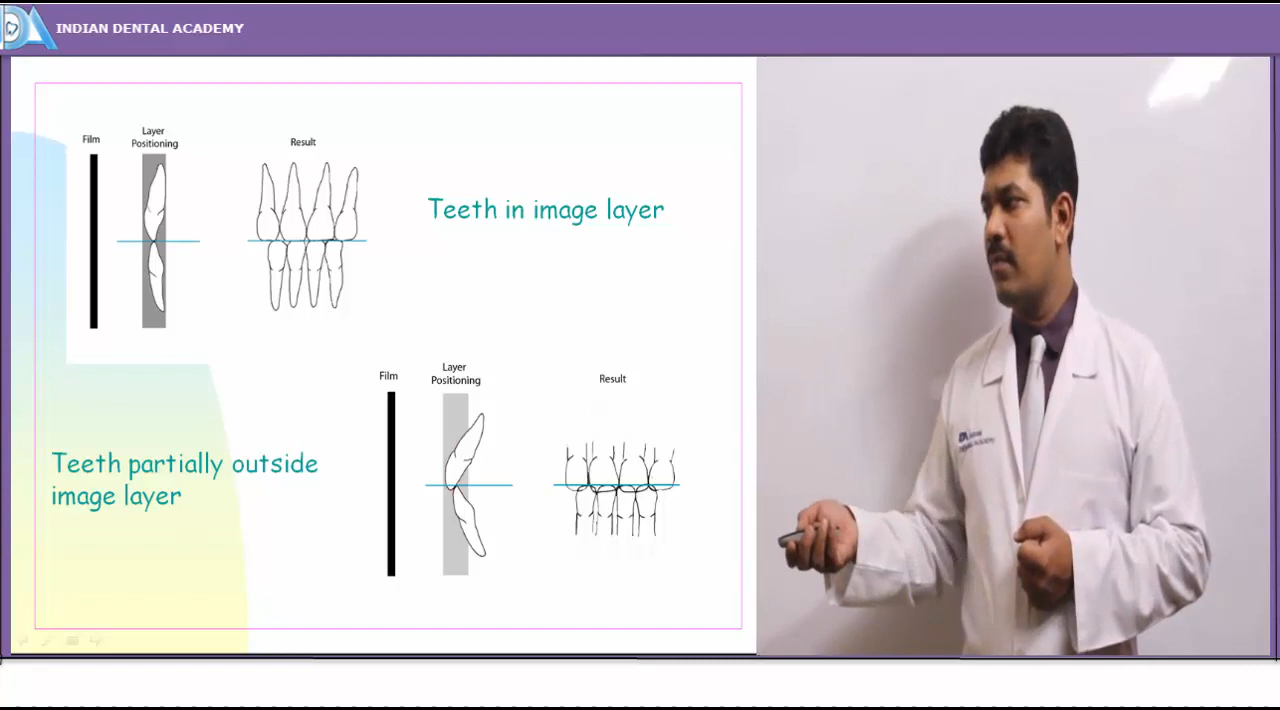 INDIAN DENTAL ACADEMY
Film
Layer
Positioning
Result
Teeth in image layer
Film
Layer
Positioning
Result
Teeth partially outside
image layer